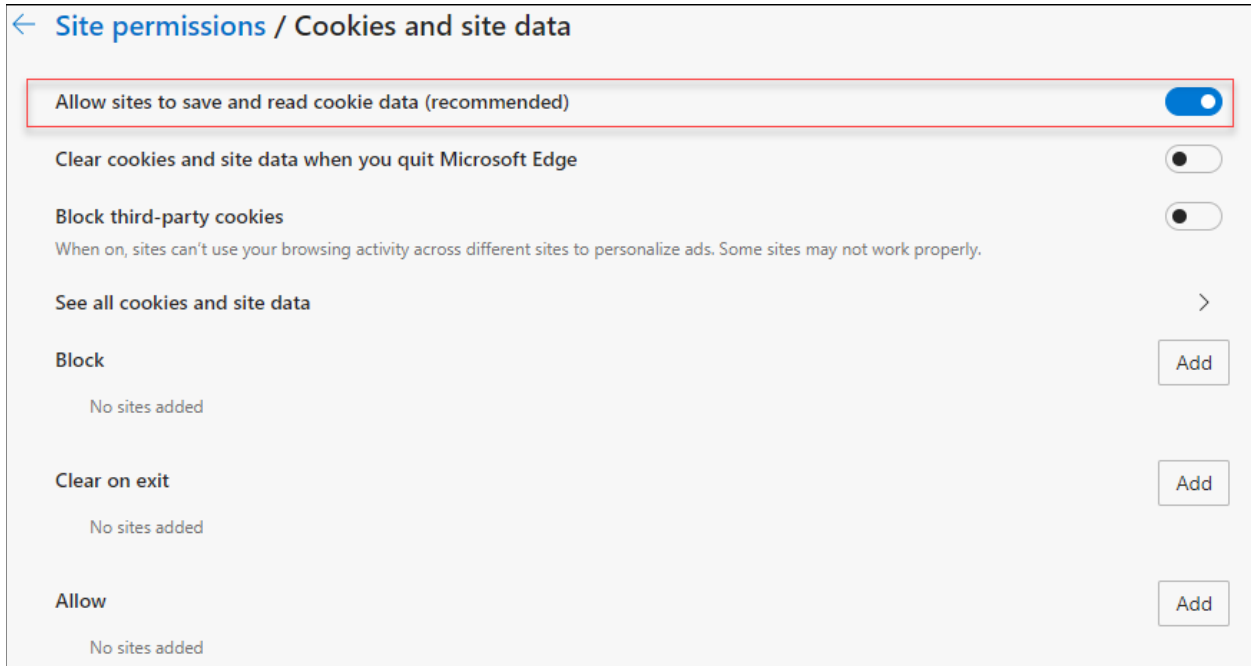 Site permissions / Cookies and site data
Allow sites to save and read cookie data (recommended)
Clear cookies and site data when you quit Microsoft Edge
Block third-party cookies
When on, sites can't use your browsing activity across different sites to personalize ads. Some sites may not work properly.
See all cookies and site data
Block
Add
No sites added
Clear on exit
Add
No sites added
Allow
Add
No sites added